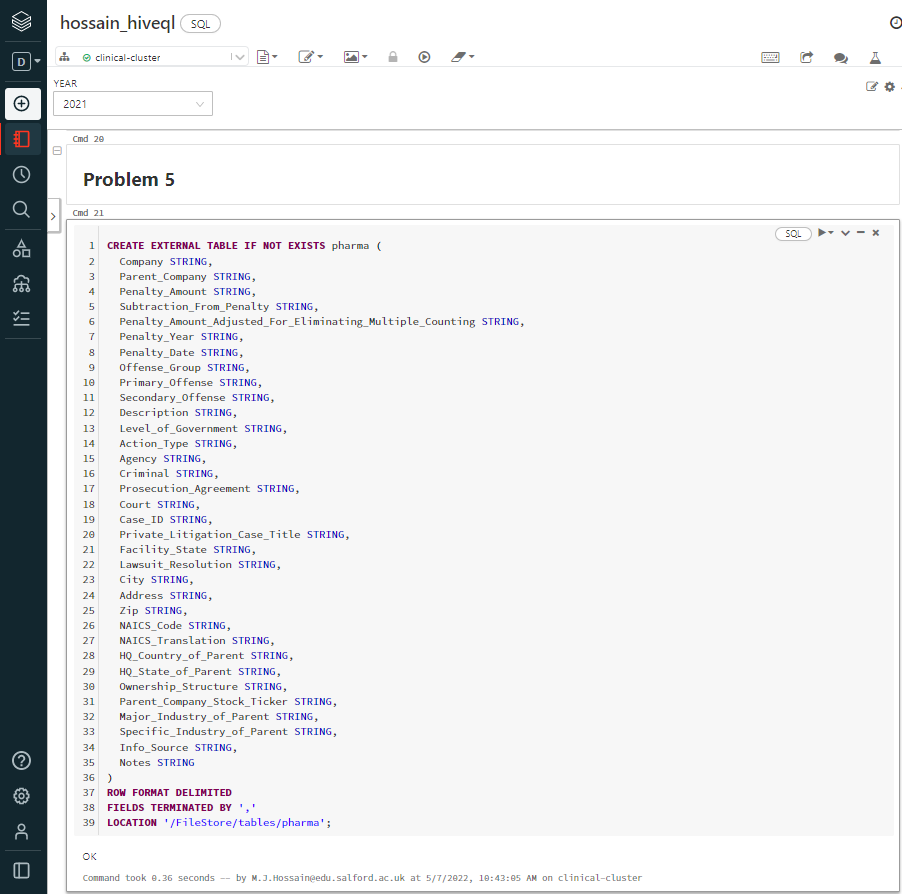 hossain_hiveql SQL
D
clinical-cluster
YEAR
2021
Cmd 20
Problem 5
Cmd 21
SQL
1 CREATE EXTERNAL TABLE IF NOT EXISTS pharma (
2 Company STRING,
3 Parent_Company STRING,
4 Penalty_Amount STRING,
5 Subtraction_From_Penalty STRING,
6 Penalty_Amount_Adjusted_For_Eliminating_Multiple_Counting STRING,
7 Penalty_Year STRING,
8 Penalty_Date STRING,
9 Offense_Group STRING,
10 Primary_Offense STRING,
11 Secondary_Offense STRING,
12 Description STRING,
13 Level_of_Government STRING,
14 Action_Type STRING,
15 Agency STRING,
16 Criminal STRING,
17 Prosecution_Agreement STRING,
18 Court STRING,
19 Case_ID STRING,
20 Private_Litigation_Case_Title STRING,
21 Facility_State STRING,
22 Lawsuit_Resolution STRING,
23 City STRING,
24 Address STRING,
25 Zip STRING,
26 NAICS_Code STRING,
27 NAICS_Translation STRING,
28 HQ_Country_of_Parent STRING,
29 HQ_State_of_Parent STRING,
30 Ownership_Structure STRING,
31 Parent_Company_Stock_Ticker STRING,
32 Major_Industry_of_Parent STRING,
33 Specific_Industry_of_Parent STRING,
34 Info_Source STRING,
35 Notes STRING
36 )
37 ROW FORMAT DELIMITED
38 FIELDS TERMINATED BY ','
39 LOCATION '/FileStore/tables/pharma';
OK
Command took 0.36 seconds -- by M.J.Hossain@edu.salford.ac.uk at 5/7/2022, 10:43:05 AM on clinical-cluster